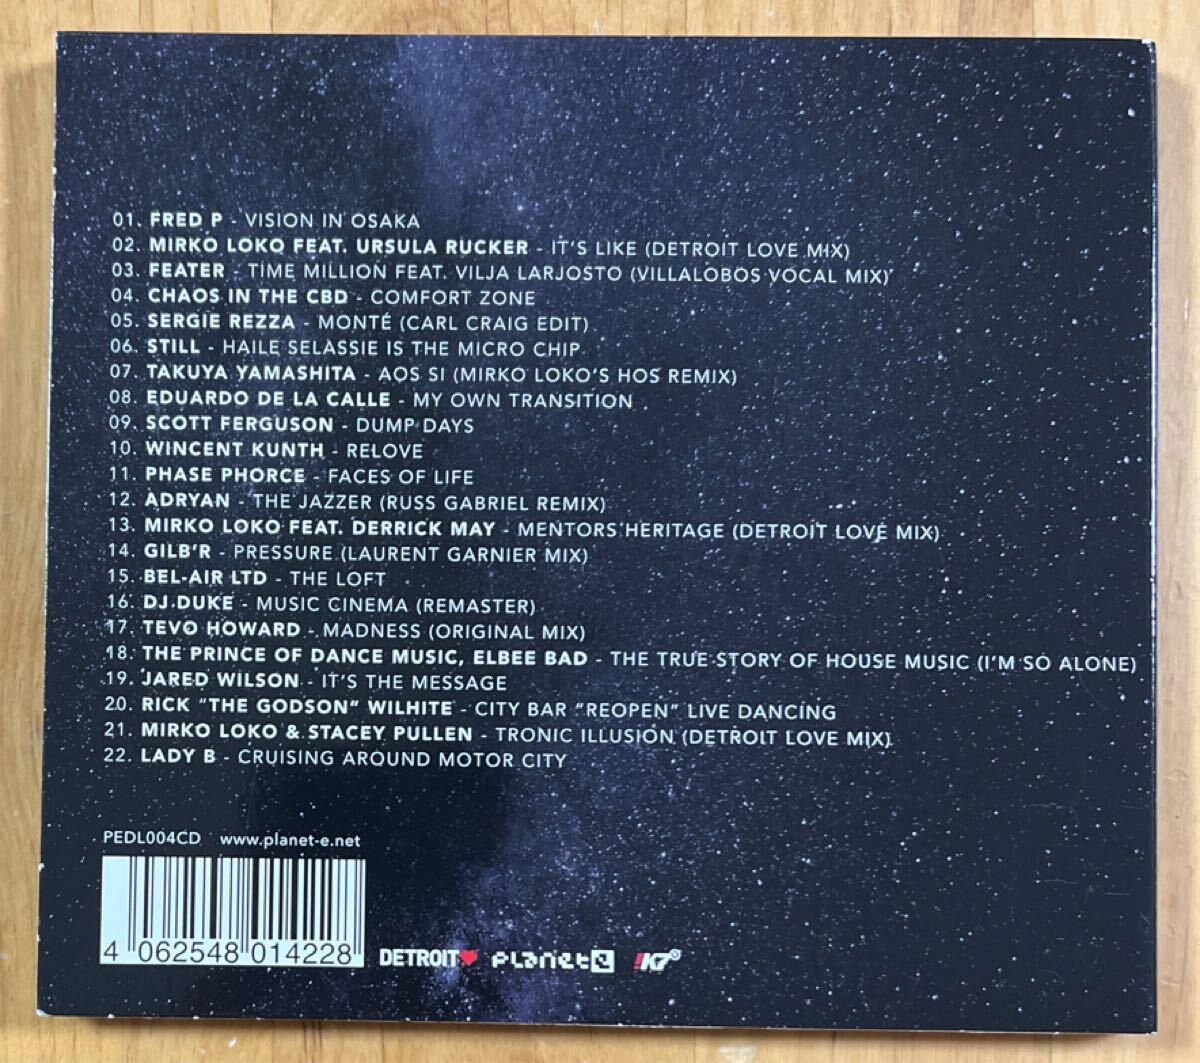 01. FRED P - VISION IN OSAKA
02. MIRKO LOKO FEAT. URSULA RUCKER - IT'S LIKE (DETROIT LOVE MIX)
03. FEATER - TIME MILLION FEAT. VILJA LARJOSTO (VILLALOBOS VOCAL MIX)
04. CHAOS IN THE CBD - COMFORT ZONE
05. SERGIE REZZA - MONTÉ (CARL CRAIG EDIT)
06. STILL - HAILE SELASSIE IS THE MICRO CHIP
07. TAKUYA YAMASHITA - AOS SI (MIRKO LOKO'S HOS REMIX)
08. EDUARDO DE LA CALLE - MY OWN TRANSITION
09. SCOTT FERGUSON - DUMP DAYS
10. WINCENT KUNTH - RELOVE
11. PHASE PHORCE - FACES OF LIFE
12. ADRYAN - THE JAZZER (RUSS GABRIEL REMIX)
13. MIRKO LOKO FEAT. DERRICK MAY - MENTORS HERITAGE (DETROIT LOVE MIX)
14. GILB'R - PRESSURE (LAURENT GARNIER MIX)
15. BEL-AIR LTD - THE LOFT
16. DJ DUKE - MUSIC CINEMA (REMASTER)
17. TEVO HOWARD - MADNESS (ORIGINAL MIX)
18. THE PRINCE OF DANCE MUSIC, ELBEE BAD - THE TRUE STORY OF HOUSE MUSIC (I'M SO ALONE)
19. JARED WILSON - IT'S THE MESSAGE
20. RICK "THE GODSON" WILHITE - CITY BAR "REOPEN" LIVE DANCING
21. MIRKO LOKO & STACEY PULLEN - TRONIC ILLUSION (DETROIT LOVE MIX)
22. LADY B - CRUISING AROUND MOTOR CITY
PEDL004CD www.planet-e.net
4 062548 014228
DETROIT♥ planet e !K7